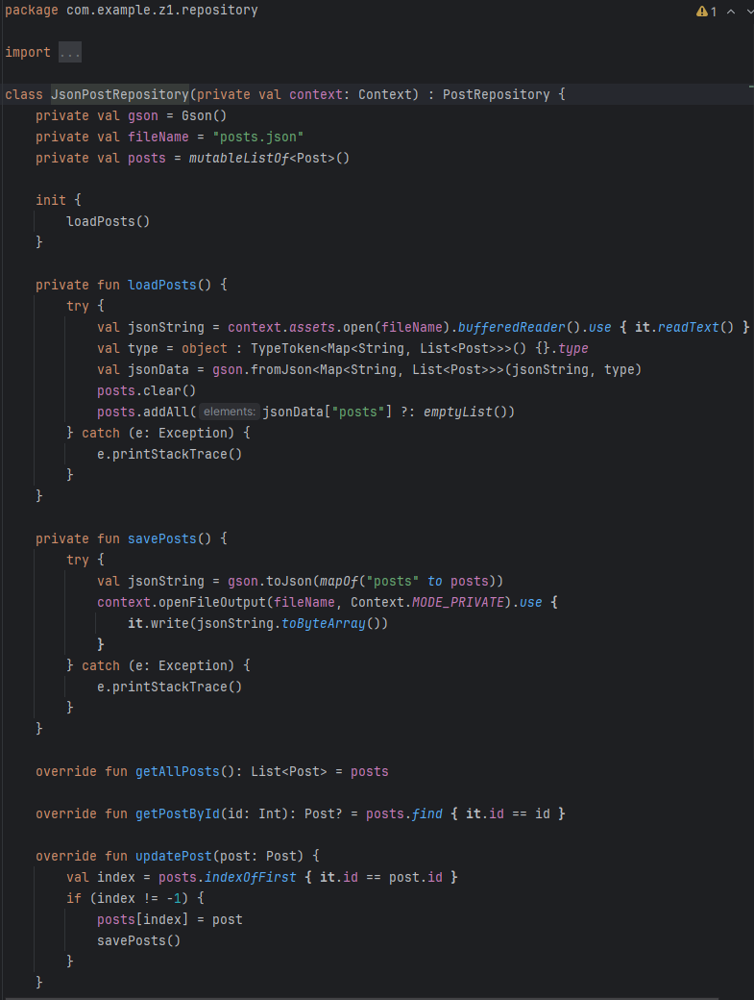 package com.example.z1.repository
1
import ...
class JsonPostRepository(private val context: Context) : PostRepository {
    private val gson = Gson()
    private val fileName = "posts.json"
    private val posts = mutableListOf<Post>()
    init {
        loadPosts()
    }
    private fun loadPosts() {
        try {
            val jsonString = context.assets.open(fileName).bufferedReader().use { it.readText() }
            val type = object : TypeToken<Map<String, List<Post>>>() {}.type
            val jsonData = gson.fromJson<Map<String, List<Post>>>(jsonString, type)
            posts.clear()
            posts.addAll( elements: jsonData["posts"] ?: emptyList())
        } catch (e: Exception) {
            e.printStackTrace()
        }
    }
    private fun savePosts() {
        try {
            val jsonString = gson.toJson(mapOf("posts" to posts))
            context.openFileOutput(fileName, Context.MODE_PRIVATE).use {
                it.write(jsonString.toByteArray())
            }
        } catch (e: Exception) {
            e.printStackTrace()
        }
    }
    override fun getAllPosts(): List<Post> = posts
    override fun getPostById(id: Int): Post? = posts.find { it.id == id }
    override fun updatePost(post: Post) {
        val index = posts.indexOfFirst { it.id == post.id }
        if (index != -1) {
            posts[index] = post
            savePosts()
        }
    }